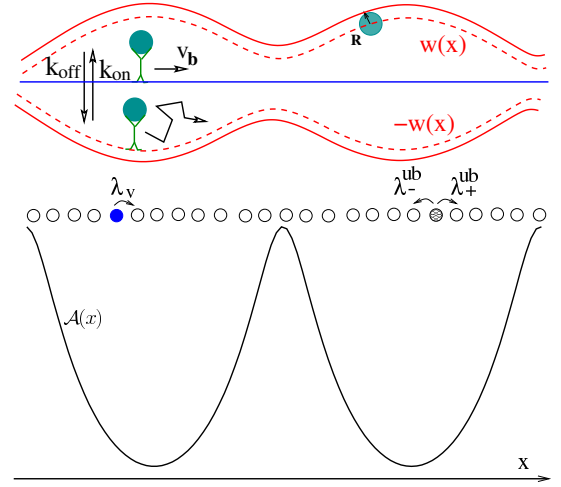 R
w(x)
v_b
k_off
k_on
−w(x)
λ_v
λ_-^ub
λ_+^ub
𝒜(x)
x